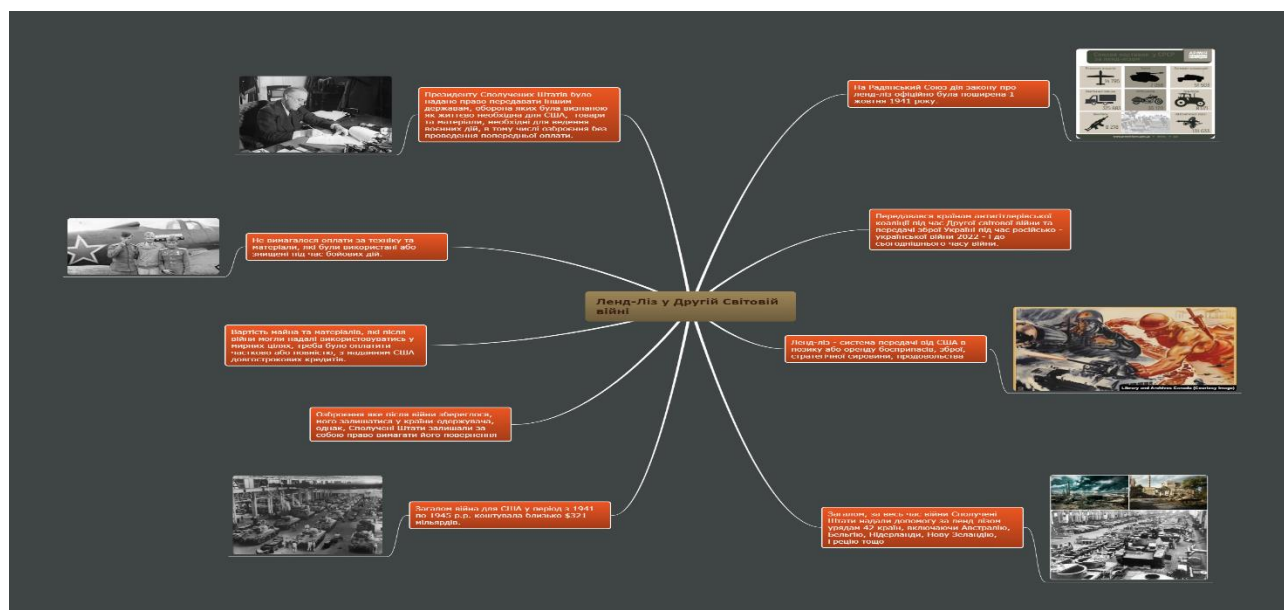 Ленд-Ліз у Другій Світовій
війні
Президенту Сполучених Штатів було
надано право передавати іншим
державам, оборона яких була визнаною
як життєво необхідна для США, товари
та матеріали, необхідні для ведення
воєнних дій, в тому числі озброєння без
проведення попередньої оплати.
Не вимагалося оплати за техніку та
матеріали, які були використані або
знищені під час бойових дій.
Вартість майна та матеріалів, які після
війни могли надалі використовуватись у
мирних цілях, треба було оплатити
частково або повністю, з наданням США
довгострокових кредитів.
Озброєння яке після війни збереглося,
могло залишатися у країни одержувача,
однак, Сполучені Штати залишали за
собою право вимагати його повернення
Загалом війна для США у період з 1941
по 1945 р.р. коштувала близько $321
мільярдів.
На Радянський Союз дія закону про
ленд-ліз офіційно була поширена 1
жовтня 1941 року.
Передавався країнам антигітлерівської
коаліції під час Другої світової війни та
передачі зброї Україні під час російсько -
української війни 2022 - і до
сьогоднішнього часу війни.
Ленд-ліз - система передачі від США в
позику або оренду боєприпасів, зброї,
стратегічної сировини, продовольства
Library and Archives Canada (Courtesy Image)
Загалом, за весь час війни Сполучені
Штати надали допомогу за ленд-лізом
урядам 42 країн, включаючи Австралію,
Бельгію, Нідерланди, Нову Зеландію,
Грецію тощо